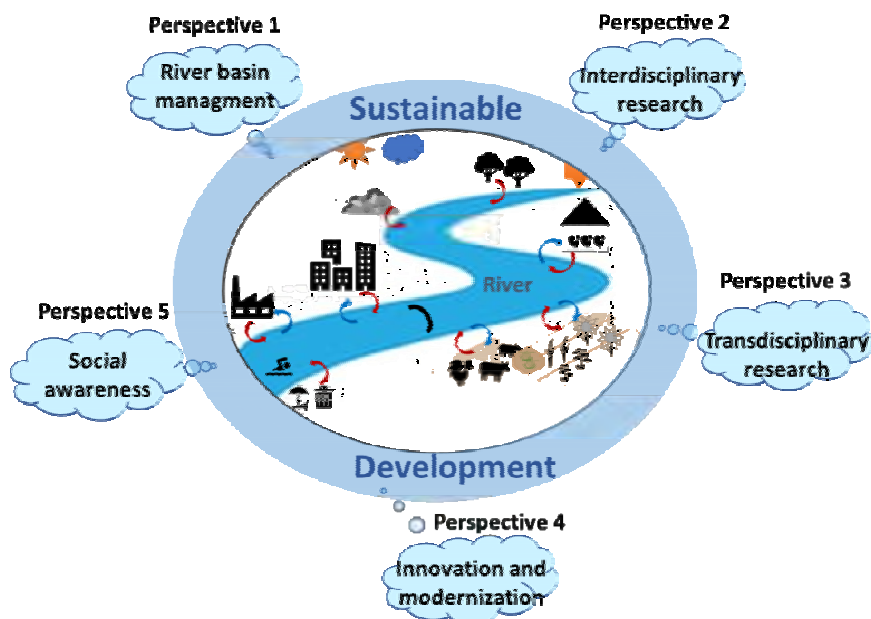 Perspective 1
River basin
managment
Perspective 2
Interdisciplinary
research
Sustainable
River
Perspective 3
Transdisciplinary
research
Perspective 5
Social
awareness
Development
Perspective 4
Innovation and
modernization